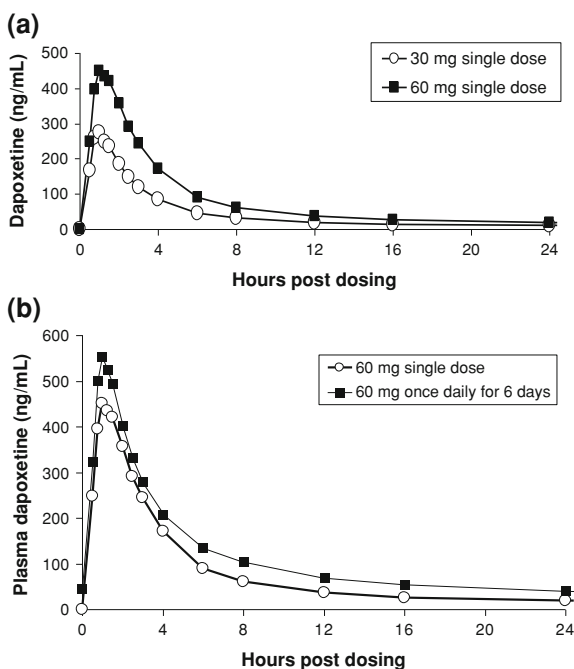 (a)
500
400
300
200
100
0
Dapoxetine (ng/mL)
30 mg single dose
60 mg single dose
0 4 8 12 16 20 24
Hours post dosing
(b)
600
500
400
300
200
100
0
Plasma dapoxetine (ng/mL)
60 mg single dose
60 mg once daily for 6 days
0 4 8 12 16 20 24
Hours post dosing